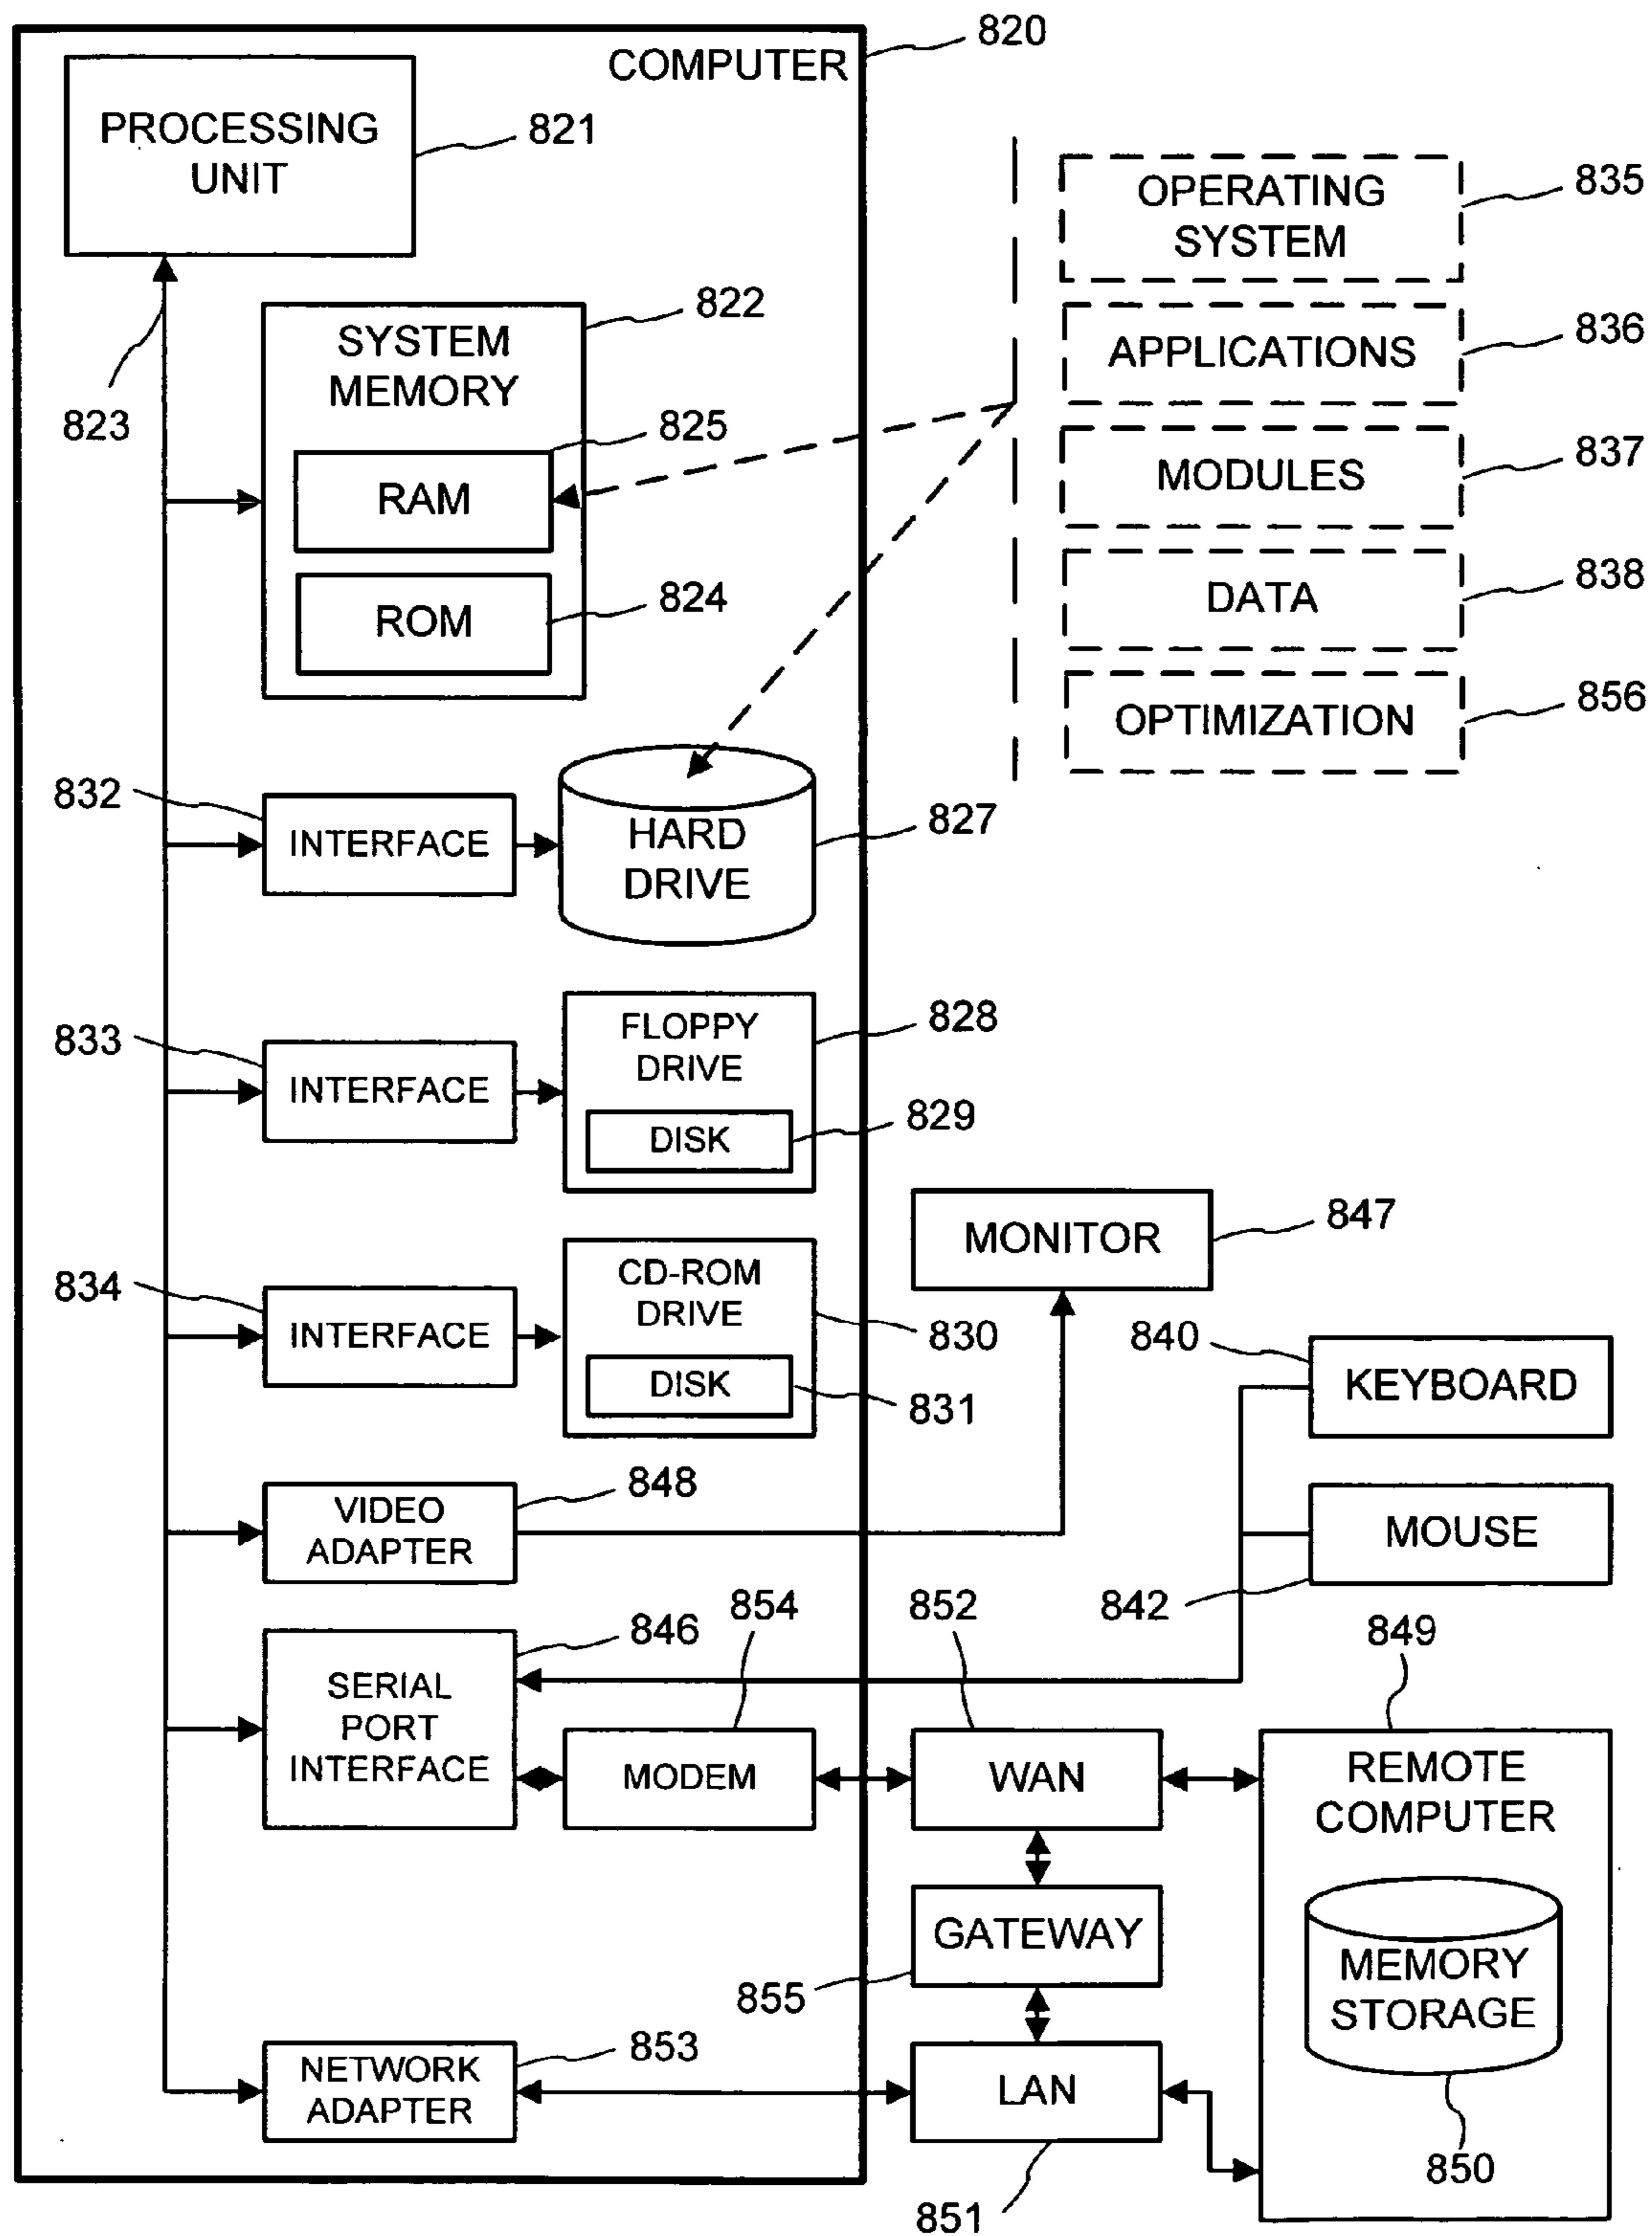 820
COMPUTER
PROCESSING
UNIT
821
OPERATING
SYSTEM
835
822
SYSTEM
MEMORY
823
825
RAM
824
ROM
APPLICATIONS
836
MODULES
837
DATA
838
OPTIMIZATION
856
832
INTERFACE
HARD
DRIVE
827
833
INTERFACE
FLOPPY
DRIVE
828
DISK
829
834
INTERFACE
CD-ROM
DRIVE
830
DISK
831
MONITOR
847
840
KEYBOARD
MOUSE
842
VIDEO
ADAPTER
848
846
SERIAL
PORT
INTERFACE
854
MODEM
852
WAN
849
REMOTE
COMPUTER
GATEWAY
855
MEMORY
STORAGE
850
NETWORK
ADAPTER
853
LAN
851